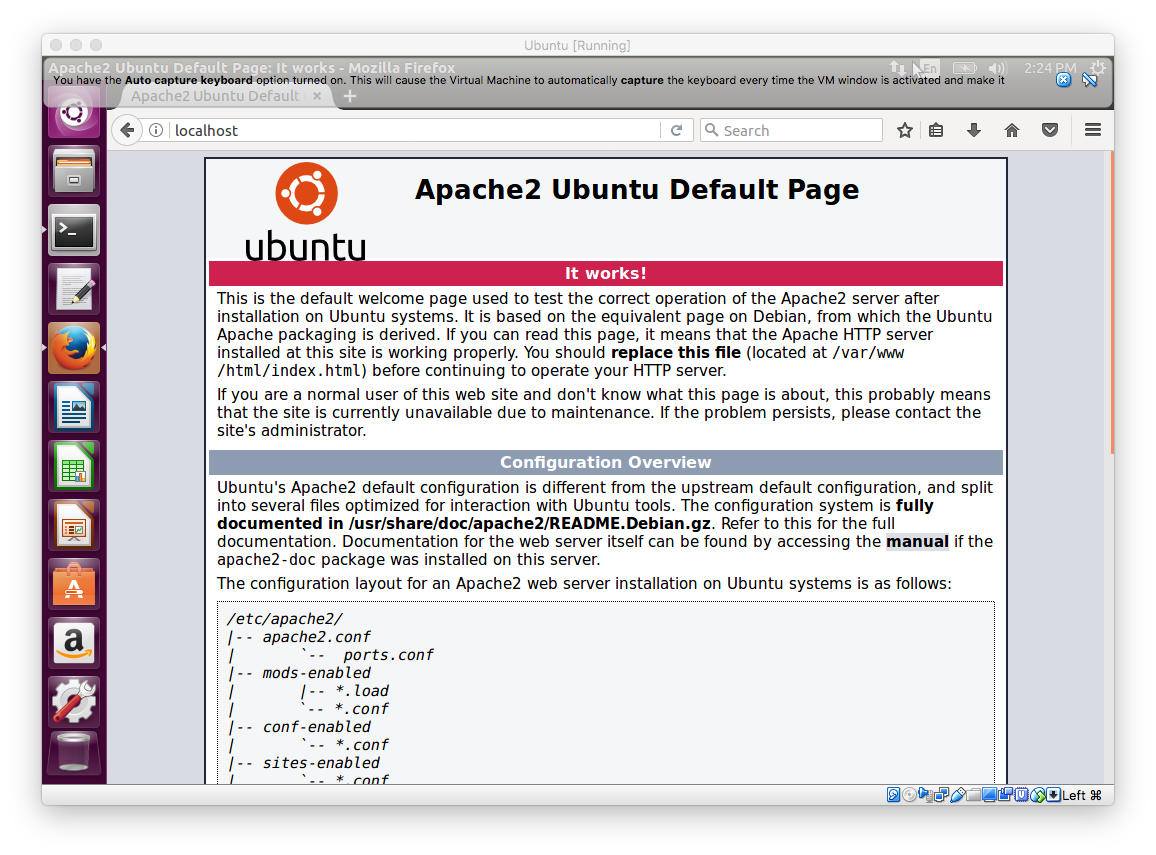 Ubuntu [Running]
Apache2 Ubuntu Default Page: It works - Mozilla Firefox
En
2:24 PM
You have the Auto capture keyboard option turned on. This will cause the Virtual Machine to automatically capture the keyboard every time the VM window is activated and make it
Apache2 Ubuntu Default
localhost
Search
ubuntu
Apache2 Ubuntu Default Page
It works!
This is the default welcome page used to test the correct operation of the Apache2 server after
installation on Ubuntu systems. It is based on the equivalent page on Debian, from which the Ubuntu
Apache packaging is derived. If you can read this page, it means that the Apache HTTP server
installed at this site is working properly. You should replace this file (located at /var/www
/html/index.html) before continuing to operate your HTTP server.
If you are a normal user of this web site and don't know what this page is about, this probably means
that the site is currently unavailable due to maintenance. If the problem persists, please contact the
site's administrator.
Configuration Overview
Ubuntu's Apache2 default configuration is different from the upstream default configuration, and split
into several files optimized for interaction with Ubuntu tools. The configuration system is fully
documented in /usr/share/doc/apache2/README.Debian.gz. Refer to this for the full
documentation. Documentation for the web server itself can be found by accessing the manual if the
apache2-doc package was installed on this server.
The configuration layout for an Apache2 web server installation on Ubuntu systems is as follows:
/etc/apache2/
|-- apache2.conf
|       `--  ports.conf
|-- mods-enabled
|       |-- *.load
|       `-- *.conf
|-- conf-enabled
|       `-- *.conf
|-- sites-enabled
|       `-- *.conf
Left ⌘